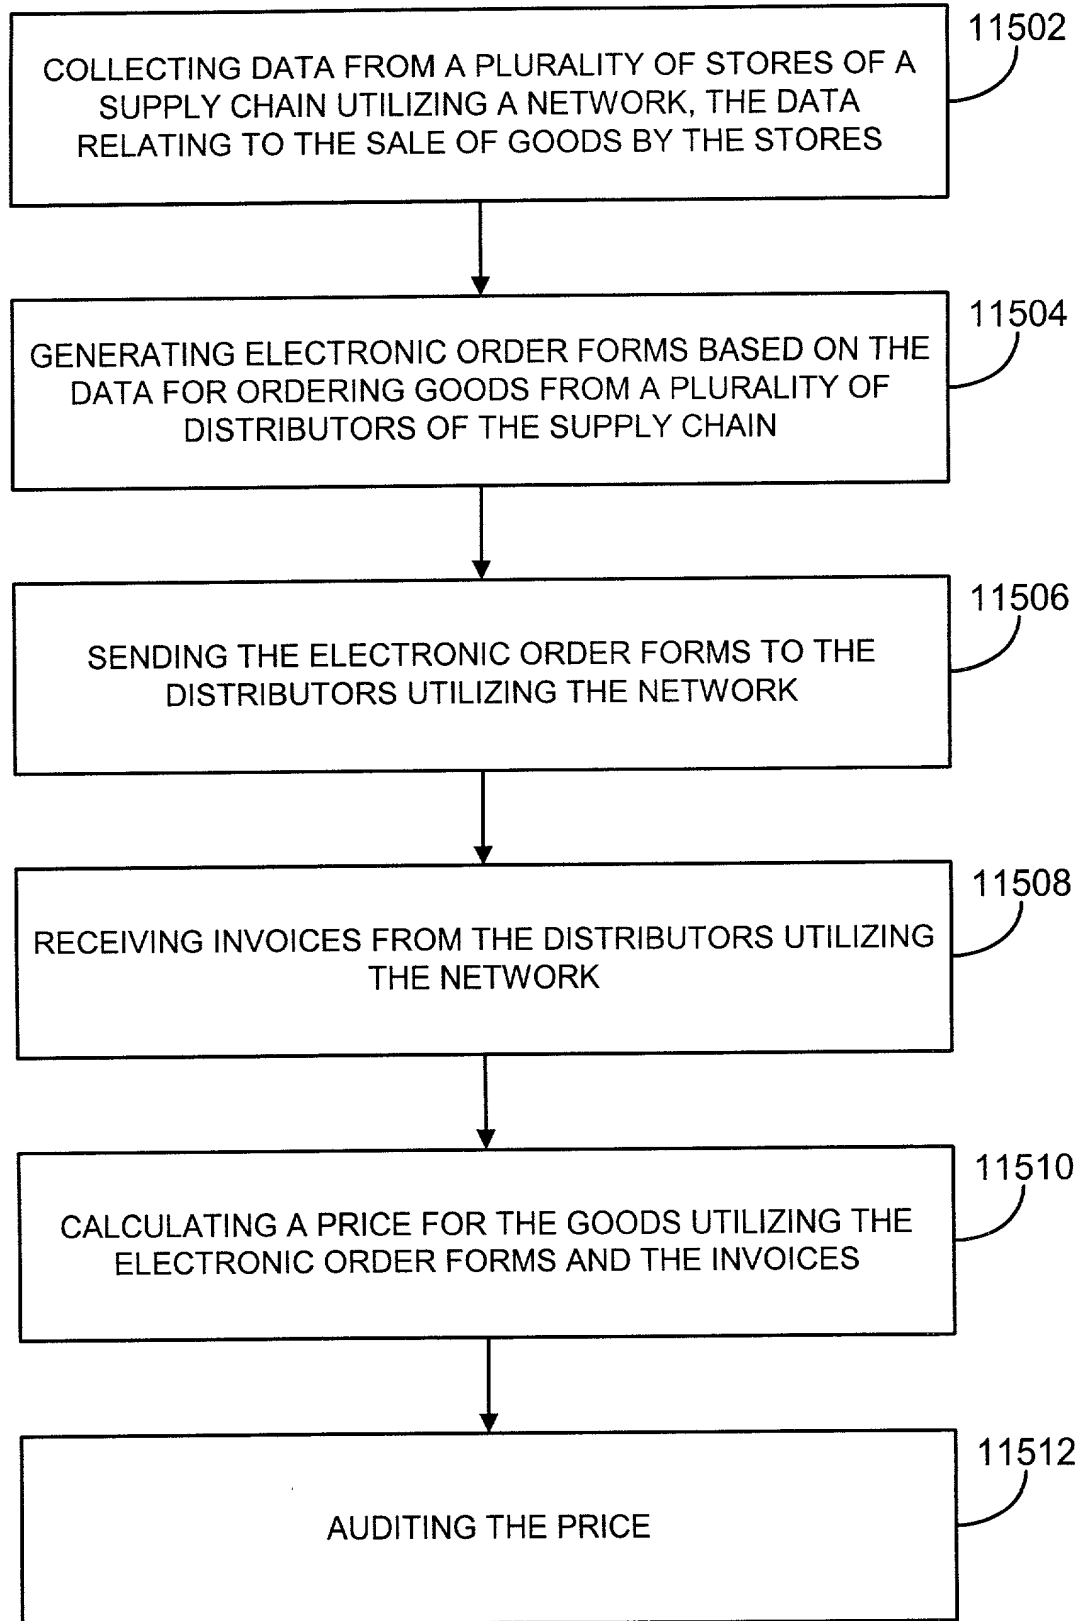 11502
COLLECTING DATA FROM A PLURALITY OF STORES OF A
SUPPLY CHAIN UTILIZING A NETWORK, THE DATA
RELATING TO THE SALE OF GOODS BY THE STORES
11504
GENERATING ELECTRONIC ORDER FORMS BASED ON THE
DATA FOR ORDERING GOODS FROM A PLURALITY OF
DISTRIBUTORS OF THE SUPPLY CHAIN
11506
SENDING THE ELECTRONIC ORDER FORMS TO THE
DISTRIBUTORS UTILIZING THE NETWORK
11508
RECEIVING INVOICES FROM THE DISTRIBUTORS UTILIZING
THE NETWORK
11510
CALCULATING A PRICE FOR THE GOODS UTILIZING THE
ELECTRONIC ORDER FORMS AND THE INVOICES
11512
AUDITING THE PRICE